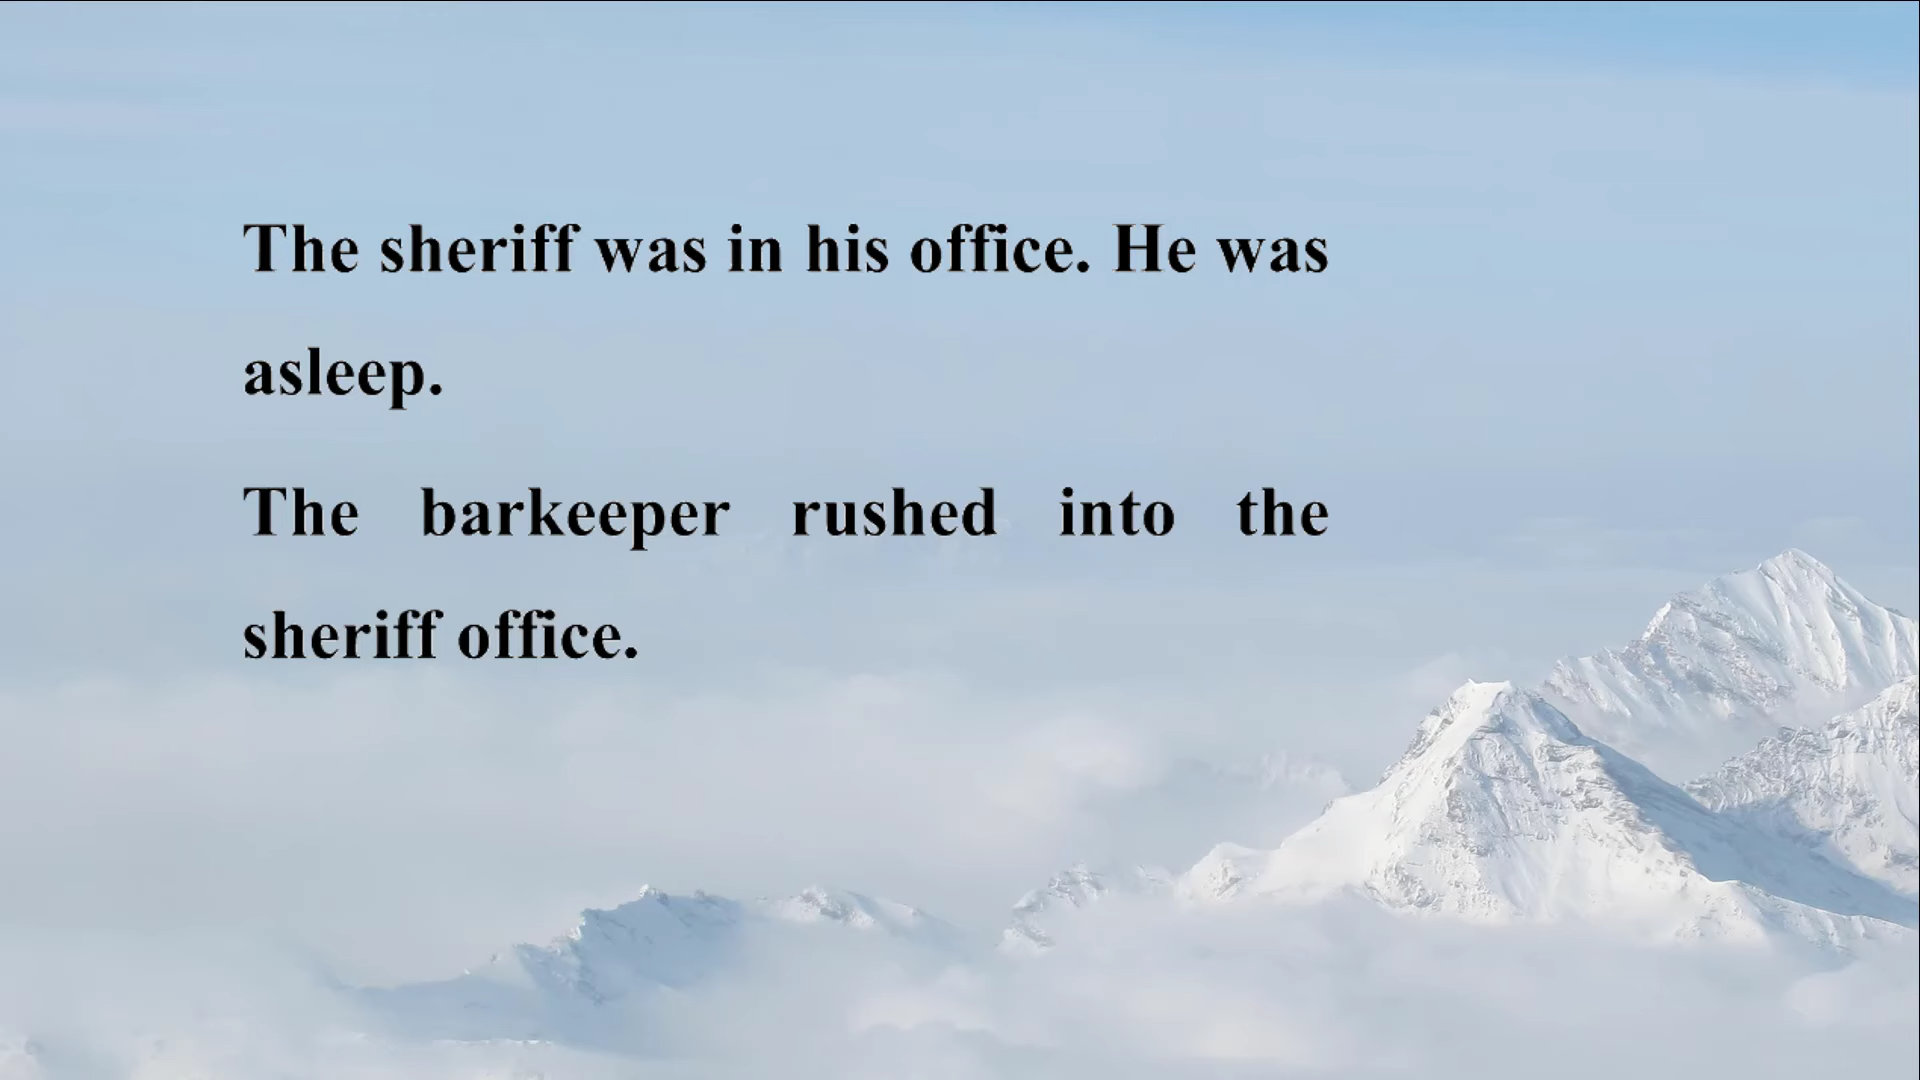 The sheriff was in his office. He was
asleep.
The barkeeper rushed into the
sheriff office.